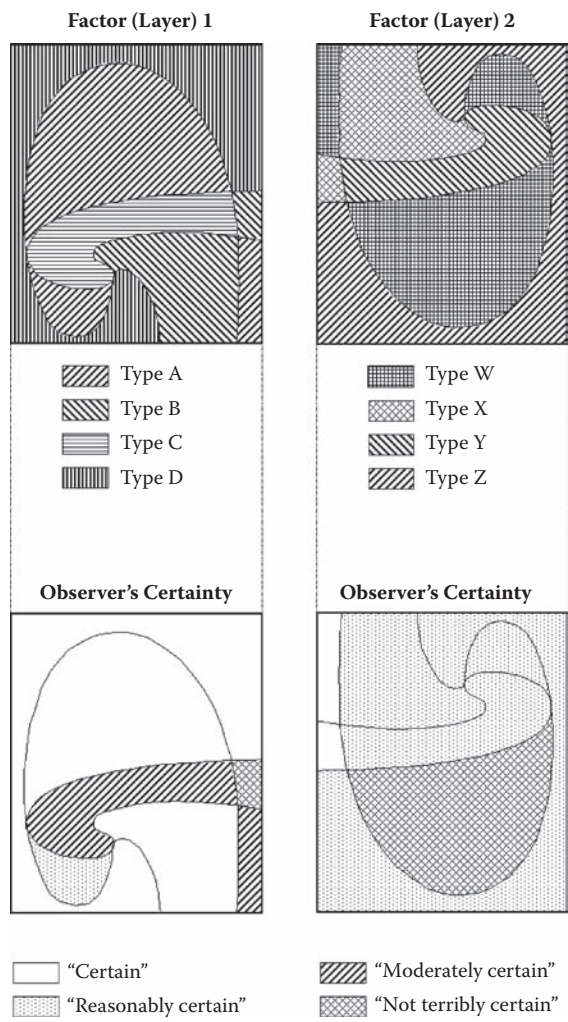 Factor (Layer) 1
Factor (Layer) 2
Type A
Type B
Type C
Type D
Type W
Type X
Type Y
Type Z
Observer’s Certainty
Observer’s Certainty
“Certain”
“Reasonably certain”
“Moderately certain”
“Not terribly certain”